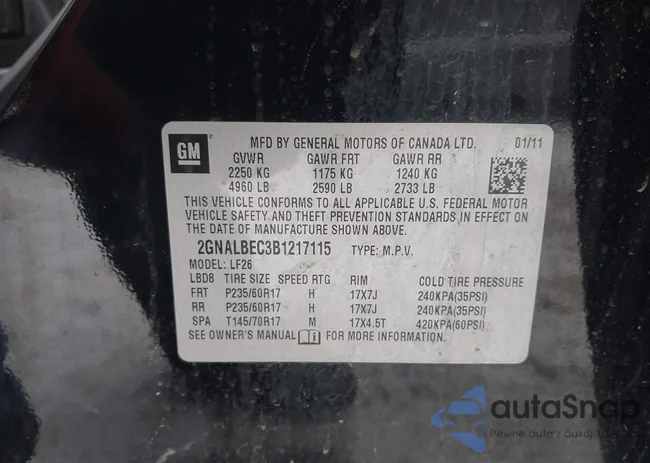 GM
MFD BY GENERAL MOTORS OF CANADA LTD. 01/11
GVWR GAWR FRT GAWR RR
2250 KG 1175 KG 1240 KG
4960 LB 2590 LB 2733 LB
THIS VEHICLE CONFORMS TO ALL APPLICABLE U.S. FEDERAL MOTOR
VEHICLE SAFETY AND THEFT PREVENTION STANDARDS IN EFFECT ON
THE DATE OF MANUFACTURE SHOWN ABOVE.
2GNALBEC3B1217115 TYPE: M.P.V.
MODEL: LF26
LBD8 TIRE SIZE SPEED RTG RIM COLD TIRE PRESSURE
FRT P235/60R17 H 17X7J 240KPA(35PSI)
RR P235/60R17 H 17X7J 240KPA(35PSI)
SPA T145/70R17 M 17X4.5T 420KPA(60PSI)
SEE OWNER'S MANUAL FOR MORE INFORMATION.
autoSnap
Pewne auto z aukcji